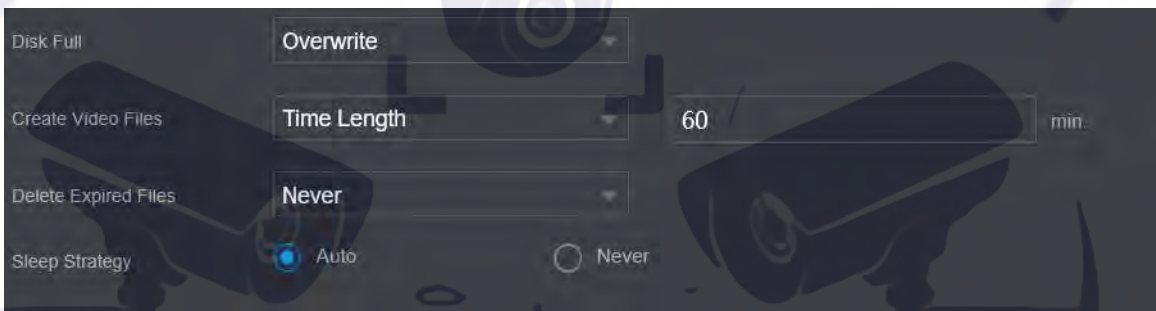 Disk Full Overwrite
Create Video Files Time Length 60 min.
Delete Expired Files Never
Sleep Strategy Auto Never